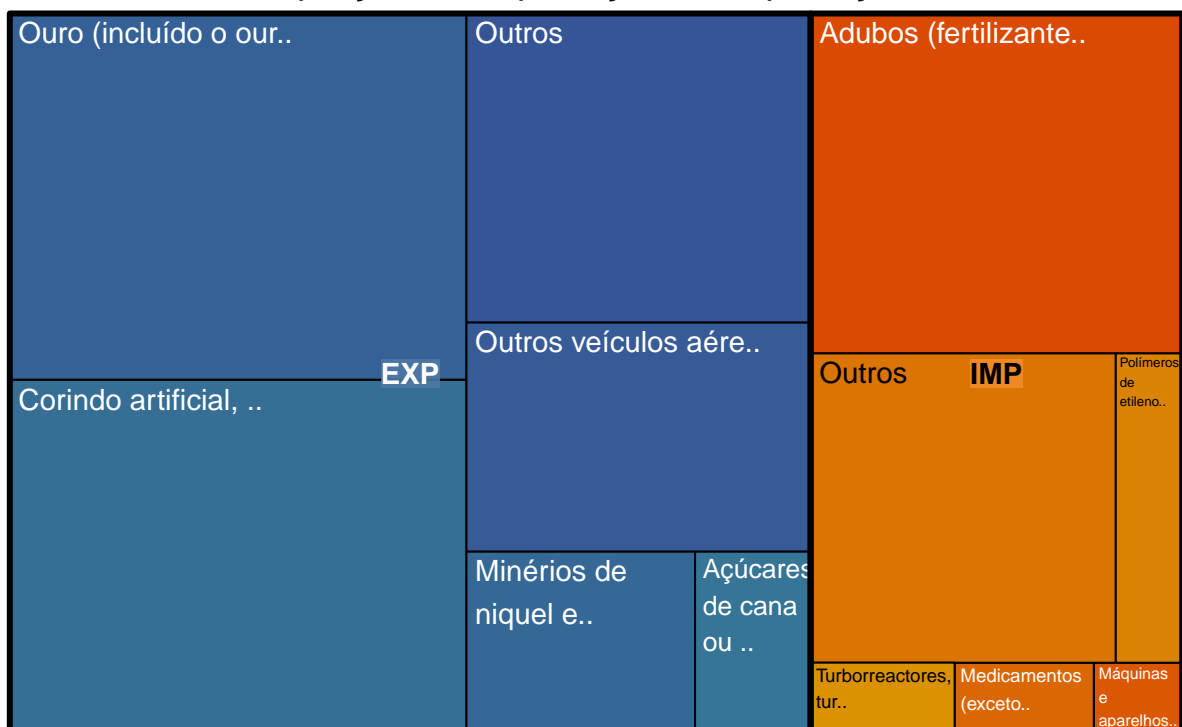 Ouro (incluído o our..
Outros
Adubos (fertilizante..
Outros veículos aére..
EXP
Corindo artificial, ..
Outros
IMP
Polímeros
de
etileno..
Minérios de
niquel e..
Açúcares
de cana
ou ..
Turborreactores,
tur..
Medicamentos
(exceto..
Máquinas
e
aparelhos..